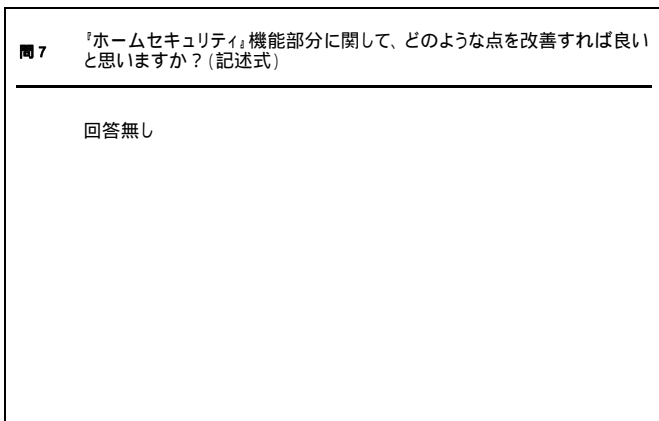 問7 『ホームセキュリティ』機能部分に関して、どのような点を改善すれば良い
と思いますか？(記述式)
回答無し